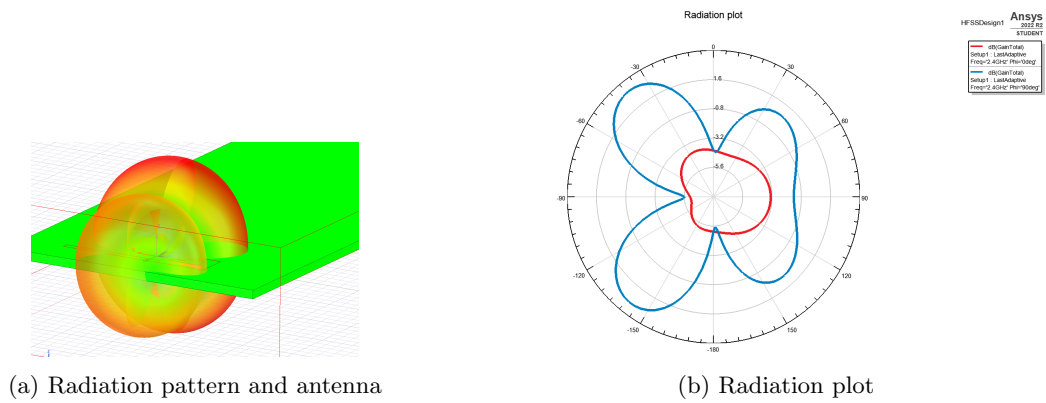 Radiation plot
HFSSDesign1
Ansys
2022 R2
STUDENT
dB(GainTotal)
Setup1 : LastAdaptive
Freq='2.4GHz' Phi='0deg'
dB(GainTotal)
Setup1 : LastAdaptive
Freq='2.4GHz' Phi='90deg'
0
-30
30
1.6
-60
-0.8
60
-3.2
-5.6
-90
90
-120
120
-150
150
-180
(a) Radiation pattern and antenna
(b) Radiation plot